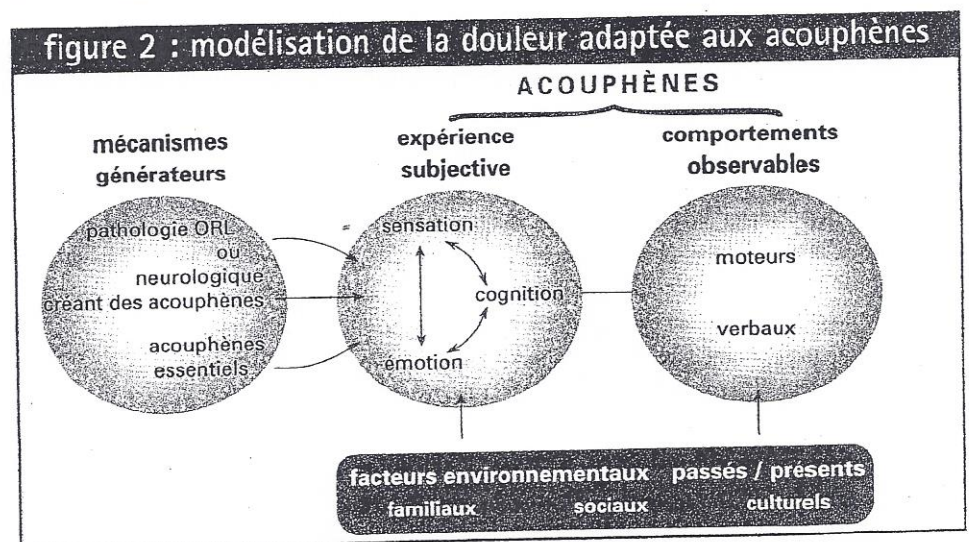 figure 2 : modélisation de la douleur adaptée aux acouphènes
ACOUPHÈNES
mécanismes
générateurs
expérience
subjective
comportements
observables
pathologie ORL
ou
neurologique
créant des acouphènes
acouphènes
essentiels
sensation
cognition
émotion
moteurs
verbaux
facteurs environnementaux passés / présents
familiaux sociaux culturels